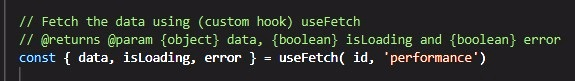 // Fetch the data using (custom hook) useFetch
// @returns @param {object} data, {boolean} isLoading and {boolean} error
const { data, isLoading, error } = useFetch( id, 'performance')